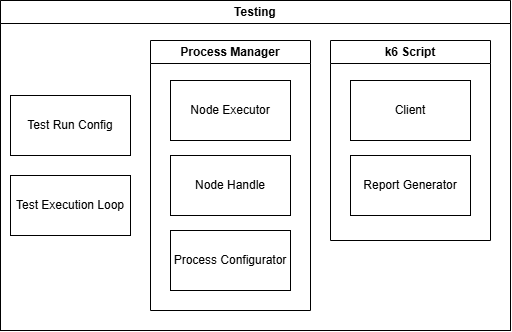 Testing
Test Run Config
Test Execution Loop
Process Manager
Node Executor
Node Handle
Process Configurator
k6 Script
Client
Report Generator